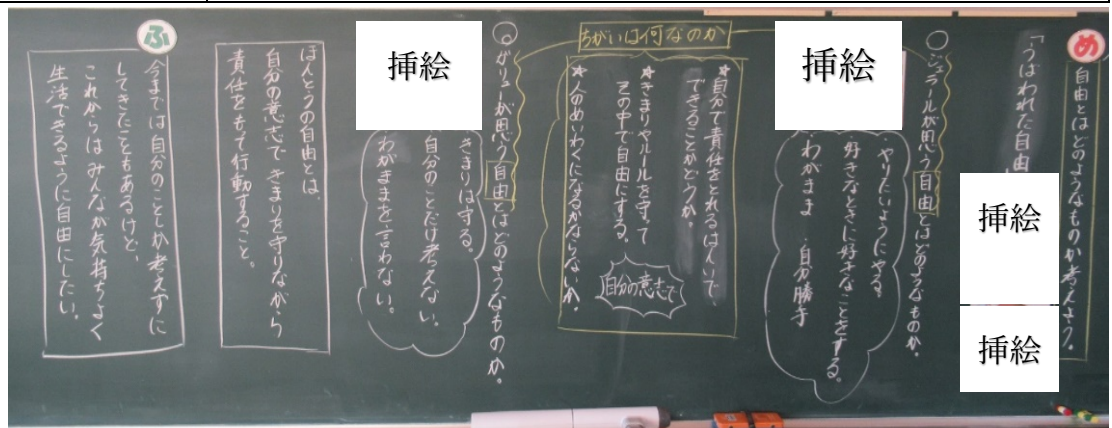 め
自由とはどのようなものか考えよう。
「うばわれた自由
挿絵
挿絵
○ジェラールが思う自由とはどのようなものか。
挿絵
・やりたいようにやる。
・好きなときに好きなことをする。
・わがまま ・自分勝手
ちがいは何なのか
★自分で責任をとれるはんいで
できることかどうか。
★きまりやルールを守って
その中で自由にする。
自分の意志で
★人のめいわくになるかならないか。
○ガリューが思う自由とはどのようなものか。
挿絵
きまりは守る。
自分のことだけ考えない。
わがままを言わない。
ほんとうの自由とは、
自分の意志できまりを守りながら
責任をもって行動すること。
ふ
今までは自分のことしか考えずに
してきたこともあるけど、
これからはみんなが気持ちよく
生活できるように自由にしたい。